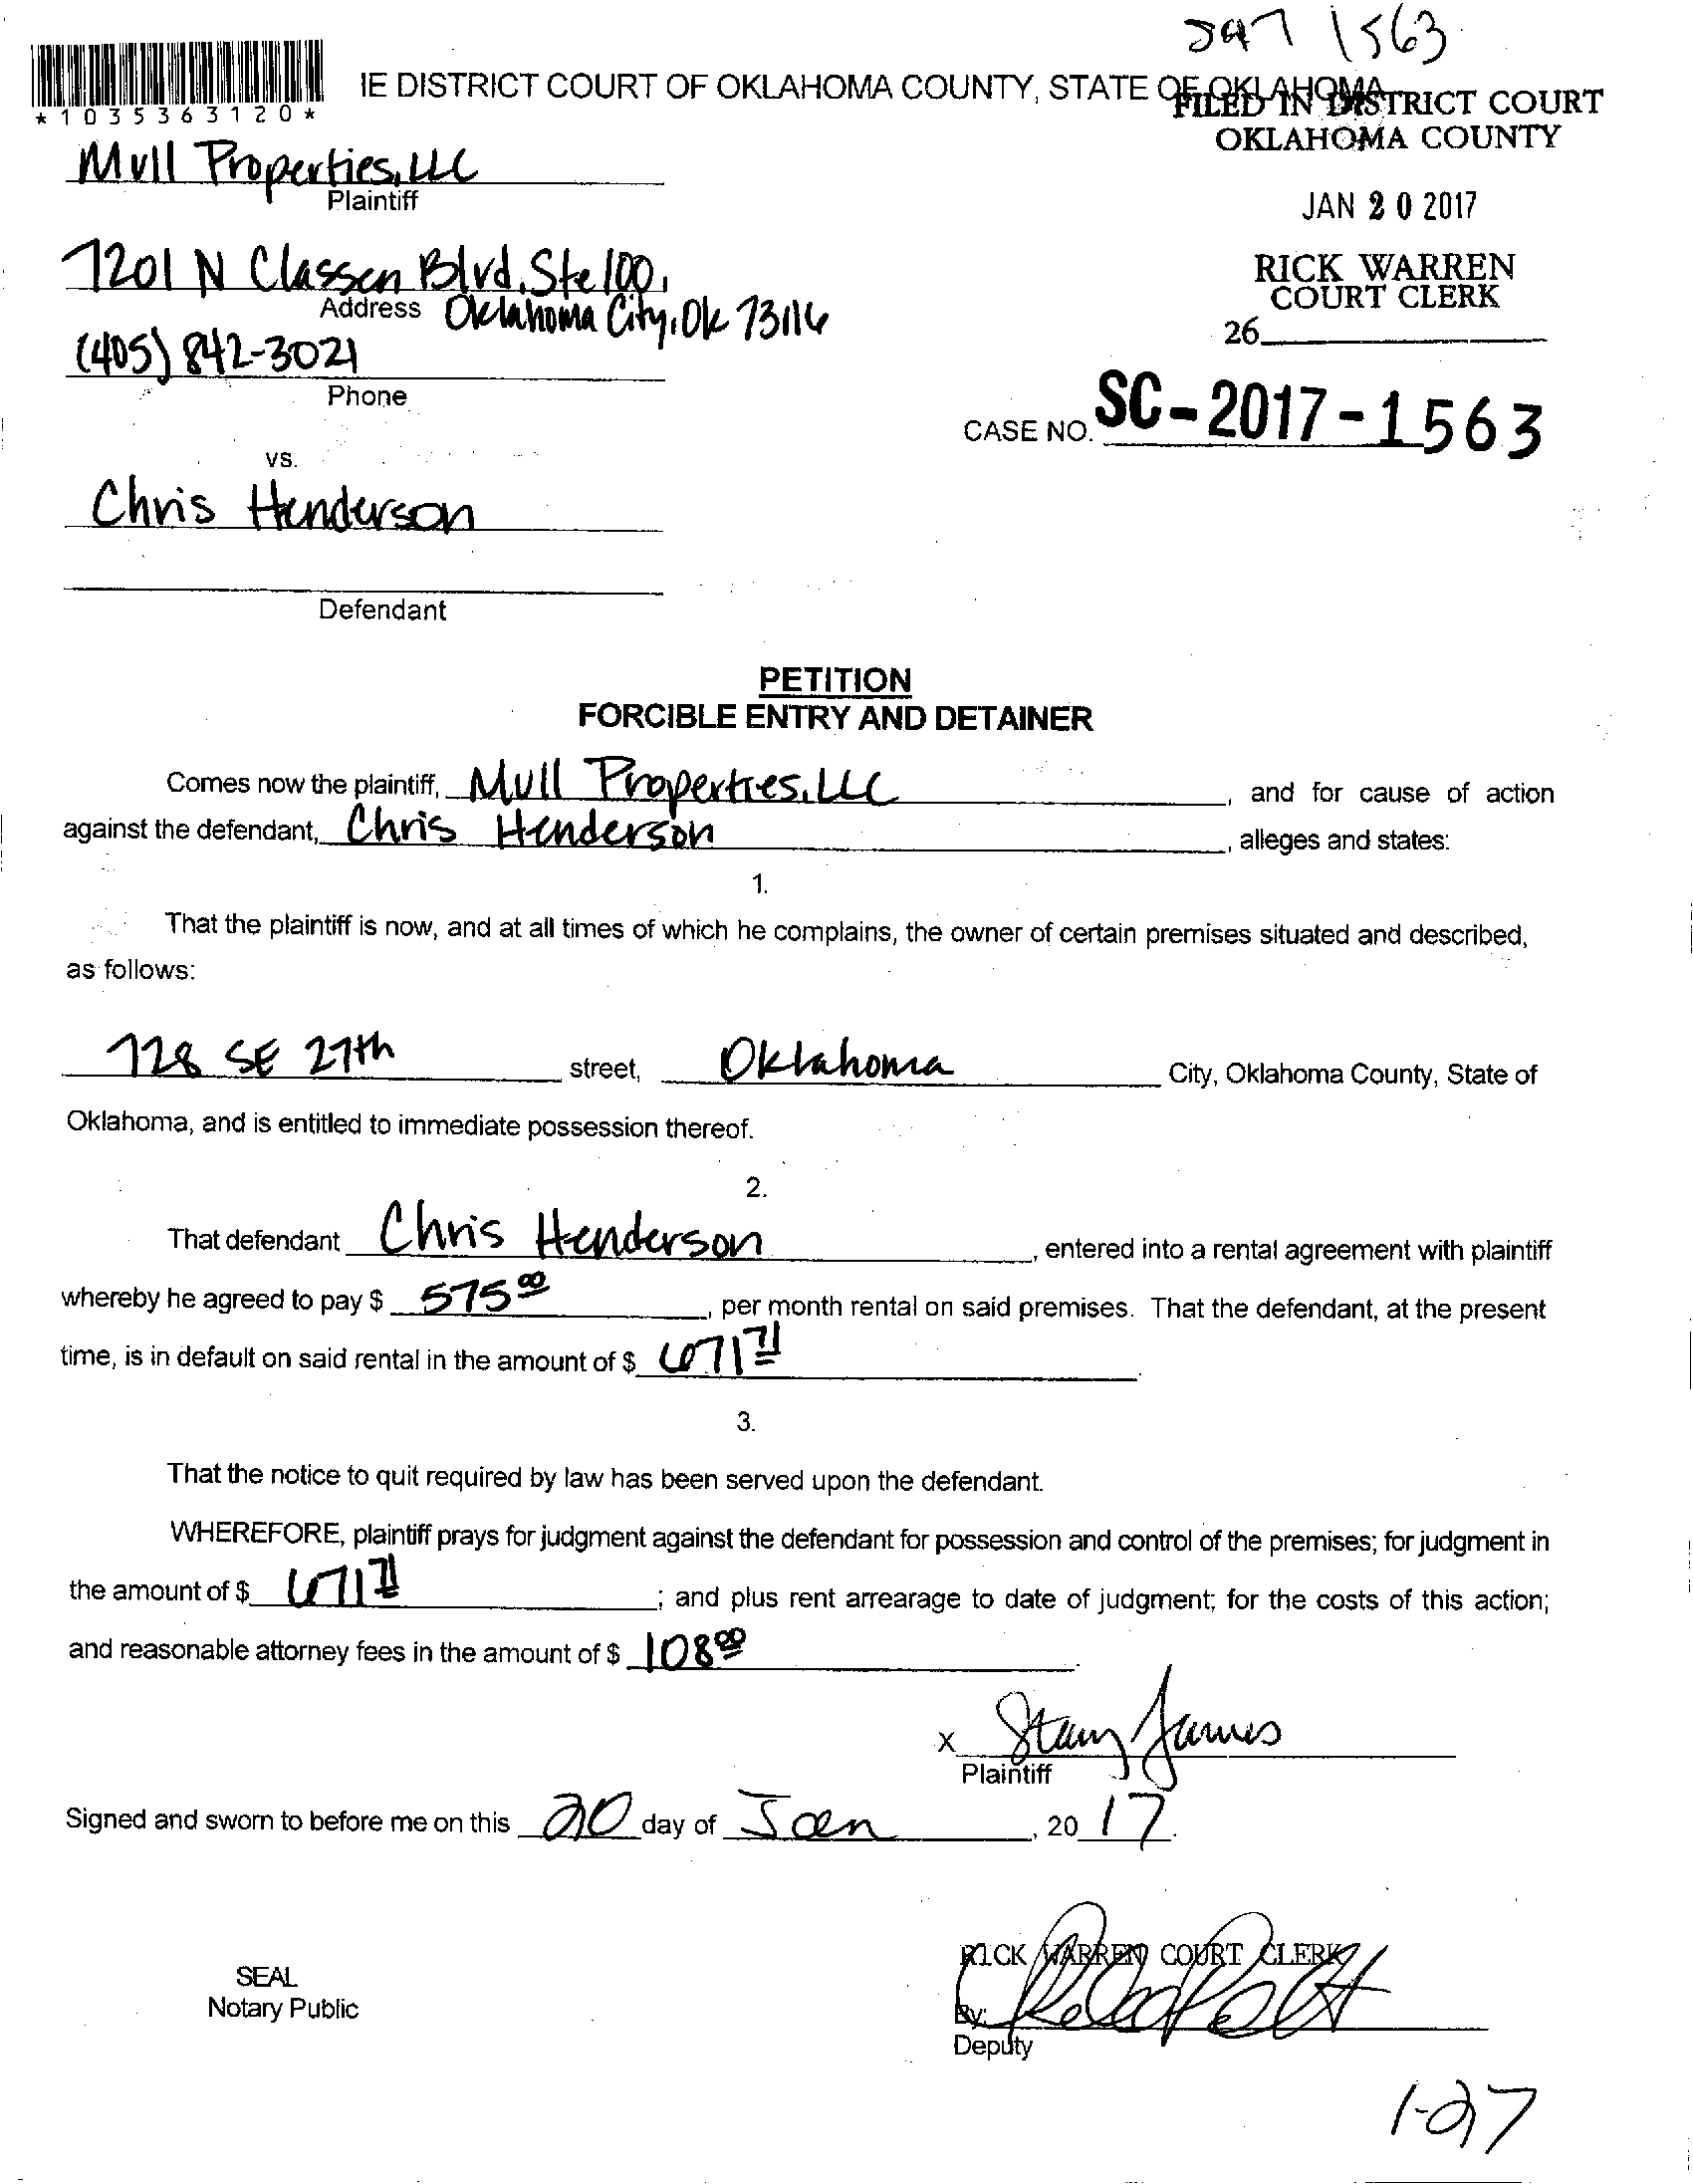 1563
IE DISTRICT COURT OF OKLAHOMA COUNTY, STATE OF OKLAHOMA
*1035363120*
FILED IN DISTRICT COURT
OKLAHOMA COUNTY
JAN 20 2017
RICK WARREN
COURT CLERK
26
Mull Properties, LLC
Plaintiff
7201 N Classen Blvd. Ste 100,
Address Oklahoma City, Ok 73116
(405) 842-3021
Phone
CASE NO. SC-2017-1563
vs.
Chris Henderson
Defendant
PETITION
FORCIBLE ENTRY AND DETAINER
Comes now the plaintiff, Mull Properties, LLC, and for cause of action
against the defendant, Chris Henderson, alleges and states:
1.
That the plaintiff is now, and at all times of which he complains, the owner of certain premises situated and described,
as follows:
728 SE 27th street, Oklahoma City, Oklahoma County, State of
Oklahoma, and is entitled to immediate possession thereof.
2.
That defendant Chris Henderson, entered into a rental agreement with plaintiff
whereby he agreed to pay $ 575 00, per month rental on said premises. That the defendant, at the present
time, is in default on said rental in the amount of $ 671 71.
3.
That the notice to quit required by law has been served upon the defendant.
WHEREFORE, plaintiff prays for judgment against the defendant for possession and control of the premises; for judgment in
the amount of $ 671 71; and plus rent arrearage to date of judgment; for the costs of this action;
and reasonable attorney fees in the amount of $ 108 00.
x Stacy James
Plaintiff
Signed and sworn to before me on this 20 day of Jan, 20 17.
RICK WARREN COURT CLERK
SEAL
Notary Public
By:
Deputy
1-27